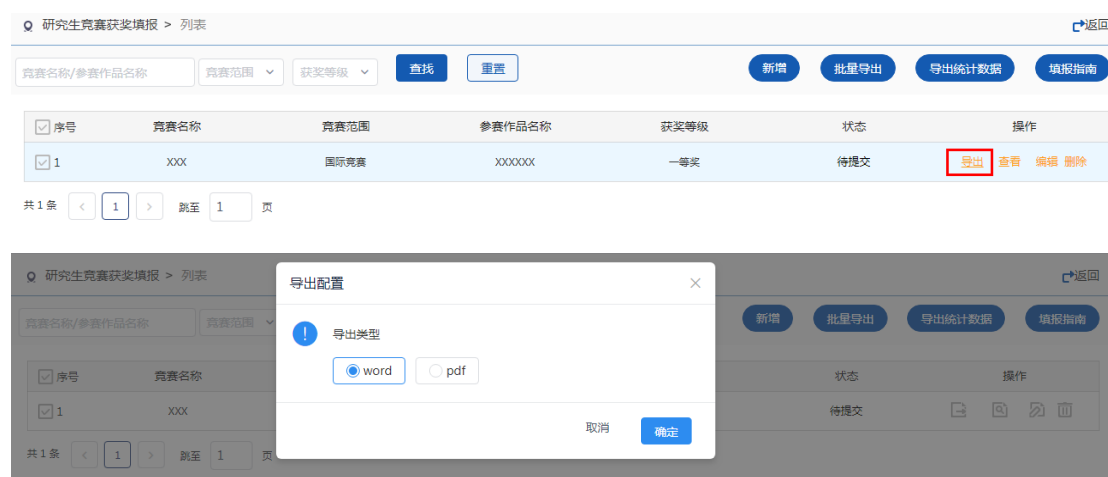 研究生竞赛获奖填报 > 列表 返回
竞赛名称/参赛作品名称 竞赛范围 获奖等级 查找 重置 新增 批量导出 导出统计数据 填报指南
序号 竞赛名称 竞赛范围 参赛作品名称 获奖等级 状态 操作
1 XXX 国际竞赛 XXXXXX 一等奖 待提交 导出 查看 编辑 删除
共1条 < 1 > 跳至 1 页
研究生竞赛获奖填报 > 列表 返回
导出配置
竞赛名称/参赛作品名称 竞赛范围 新增 批量导出 导出统计数据 填报指南
导出类型
word pdf
序号 竞赛名称 状态 操作
1 XXX 待提交
取消 确定
共1条 < 1 > 跳至 1 页